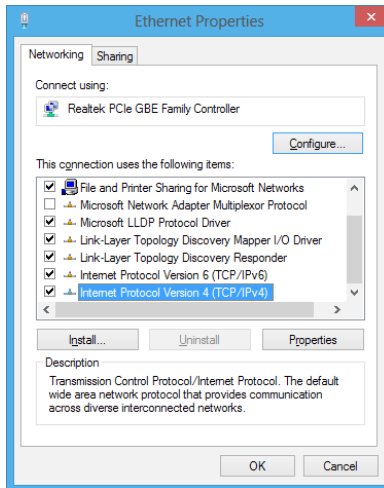 Ethernet Properties
Networking
Sharing
Connect using:
Realtek PCIe GBE Family Controller
Configure...
This connection uses the following items:
File and Printer Sharing for Microsoft Networks
Microsoft Network Adapter Multiplexor Protocol
Microsoft LLDP Protocol Driver
Link-Layer Topology Discovery Mapper I/O Driver
Link-Layer Topology Discovery Responder
Internet Protocol Version 6 (TCP/IPv6)
Internet Protocol Version 4 (TCP/IPv4)
Install...
Uninstall
Properties
Description
Transmission Control Protocol/Internet Protocol. The default
wide area network protocol that provides communication
across diverse interconnected networks.
OK
Cancel